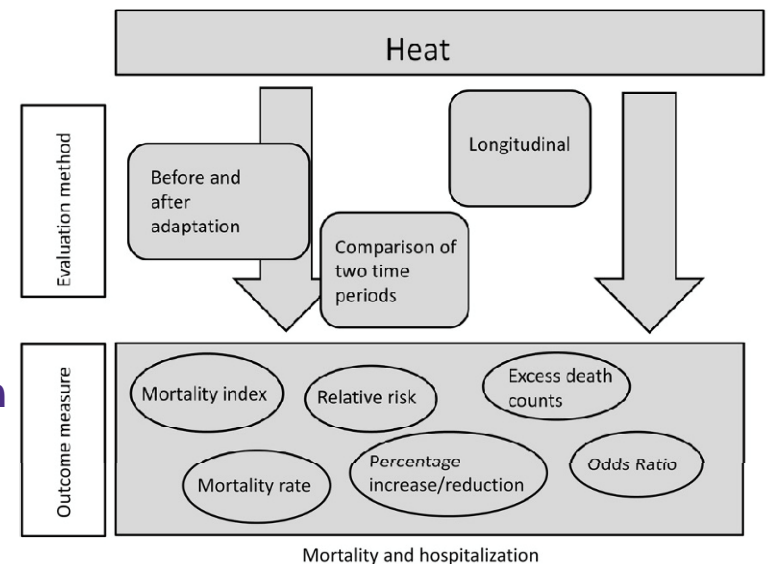 Heat
Evaluation method
Before and
after
adaptation
Comparison of
two time
periods
Longitudinal
Outcome measure
Mortality index
Relative risk
Excess death
counts
Mortality rate
Percentage
increase/reduction
Odds Ratio
Mortality and hospitalization